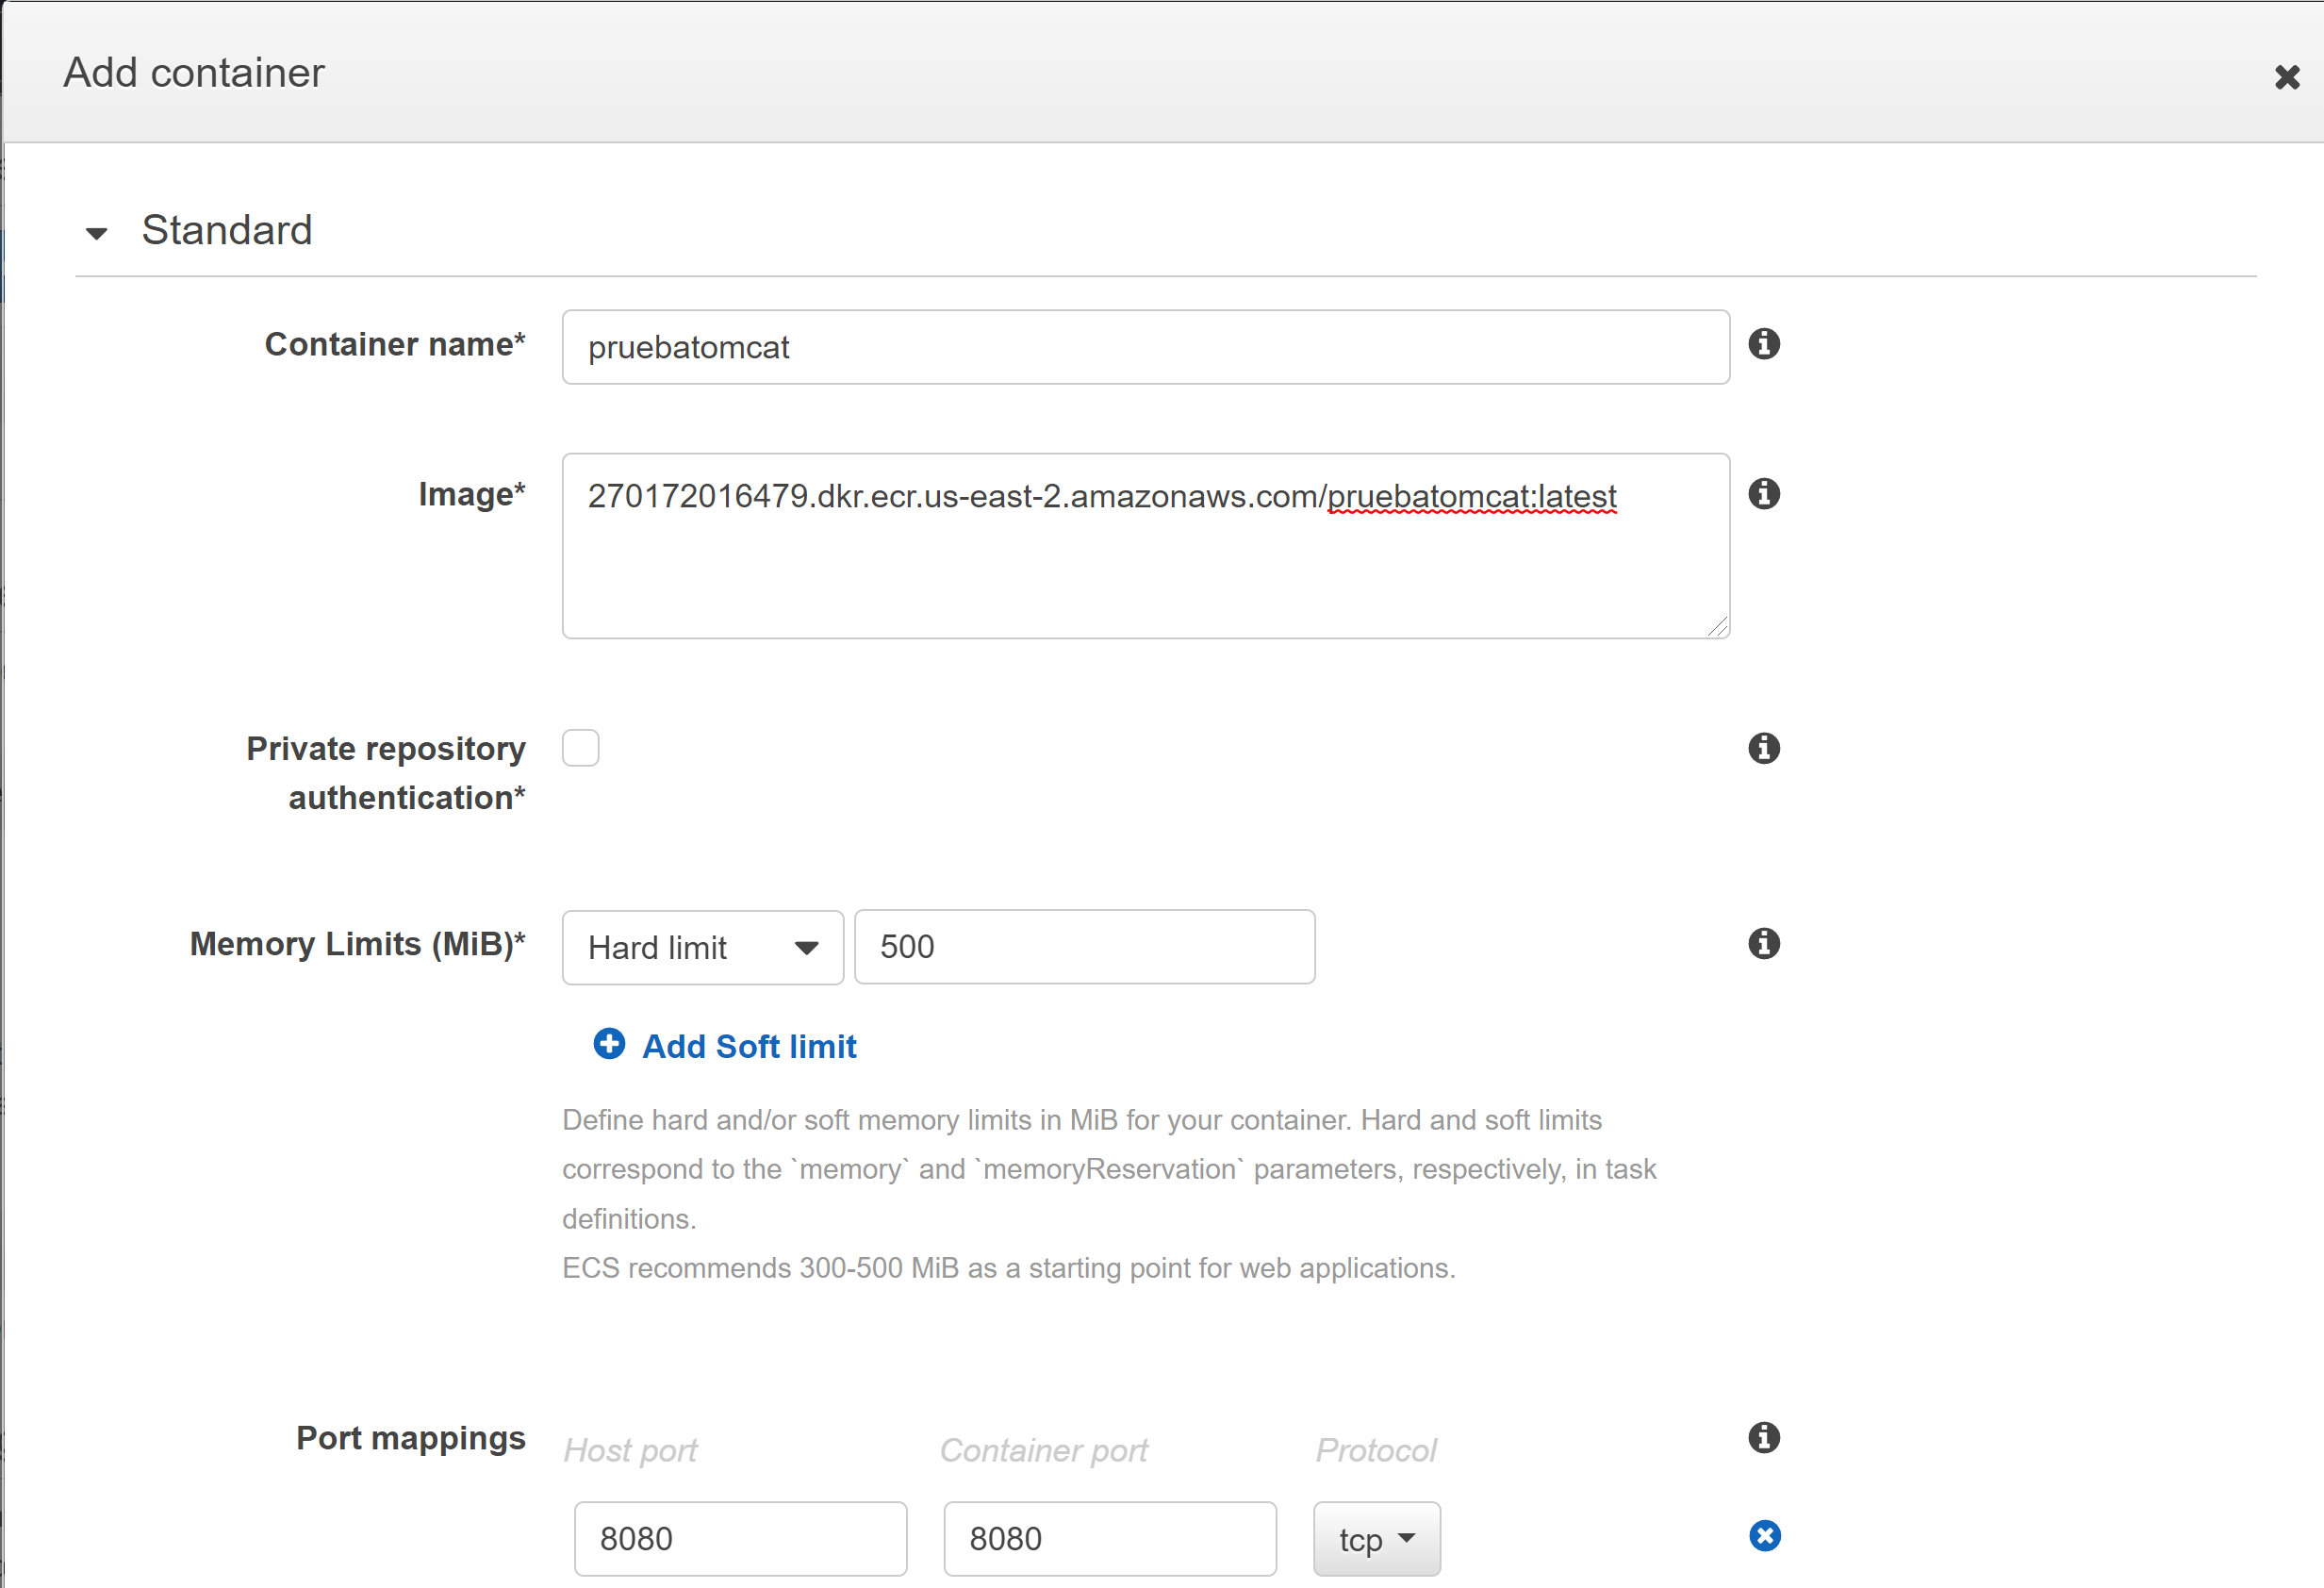 Add container
Standard
Container name*
pruebatomcat
Image*
270172016479.dkr.ecr.us-east-2.amazonaws.com/pruebatomcat:latest
Private repository
authentication*
Memory Limits (MiB)*
Hard limit
500
Add Soft limit
Define hard and/or soft memory limits in MiB for your container. Hard and soft limits
correspond to the `memory` and `memoryReservation` parameters, respectively, in task
definitions.
ECS recommends 300-500 MiB as a starting point for web applications.
Port mappings
Host port Container port Protocol
8080 8080 tcp